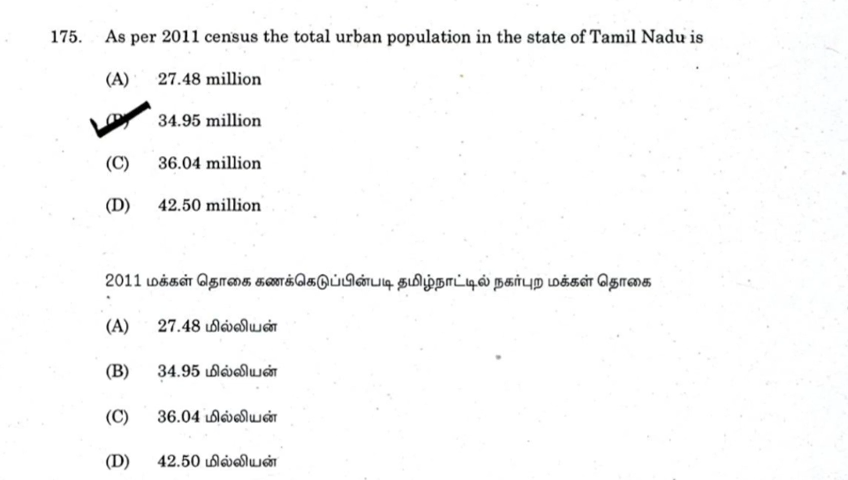 175. As per 2011 census the total urban population in the state of Tamil Nadu is
(A) 27.48 million
(B) 34.95 million
(C) 36.04 million
(D) 42.50 million
2011 மக்கள் தொகை கணக்கெடுப்பின்படி தமிழ்நாட்டில் நகர்புற மக்கள் தொகை
(A) 27.48 மில்லியன்
(B) 34.95 மில்லியன்
(C) 36.04 மில்லியன்
(D) 42.50 மில்லியன்